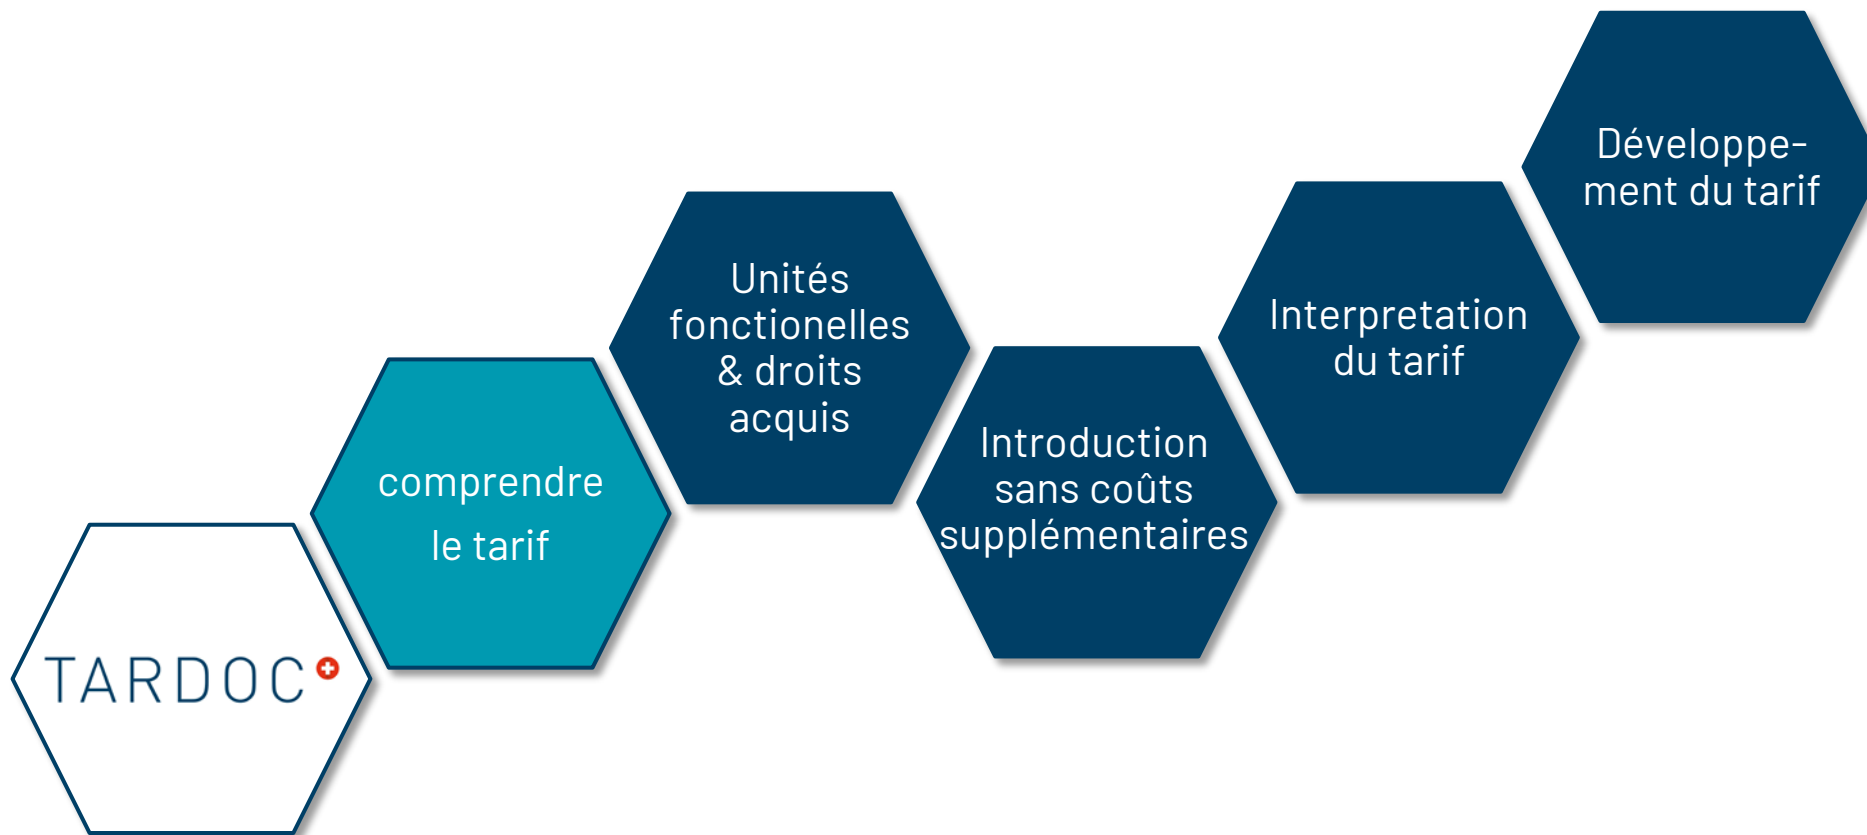 TARDOC
comprendre
le tarif
Unités
fonctionelles
& droits
acquis
Introduction
sans coûts
supplémentaires
Interpretation
du tarif
Développe-
ment du tarif